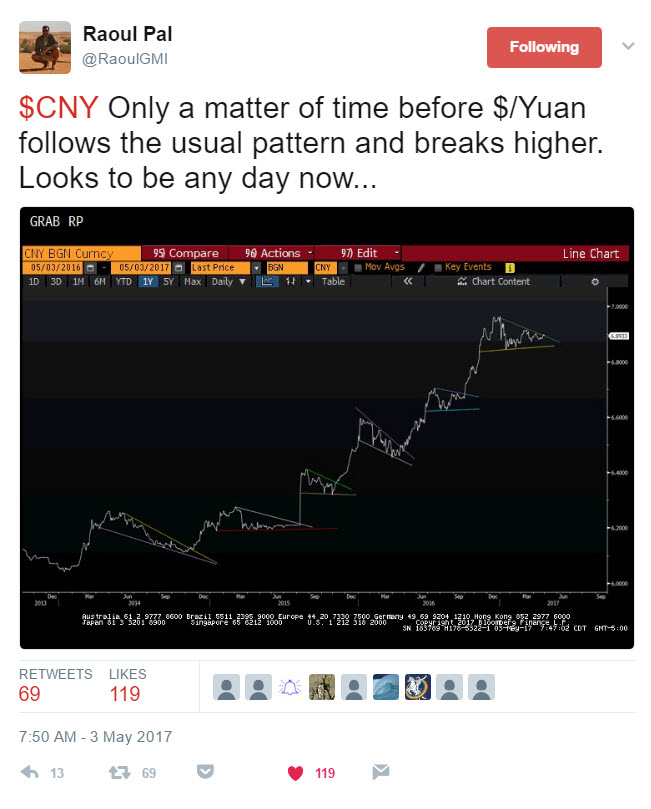 Raoul Pal
@RaoulGMI
Following
$CNY Only a matter of time before $/Yuan
follows the usual pattern and breaks higher.
Looks to be any day now...
GRAB RP
CNY BGN Curncy 95) Compare 96) Actions 97) Edit Line Chart
05/03/2016 - 05/03/2017 Last Price BGN CNY Mov Avgs Key Events
1D 3D 1M 6M YTD 1Y 5Y Max Daily ▼ Table « Chart Content
7.0000
6.8000
6.6000
6.4000
6.2000
6.0000
Dec Mar Jun Sep Dec Mar Jun Sep Dec Mar Jun Sep Dec Mar Jun Sep
2013 2014 2015 2016 2017
Australia 61 2 9777 8600 Brazil 5511 2395 9000 Europe 44 20 7330 7500 Germany 49 69 9204 1210 Hong Kong 852 2977 6000
Japan 81 3 3201 8900 Singapore 65 6212 1000 U.S. 1 212 318 2000 Copyright 2017 Bloomberg Finance L.P.
SN 183789 H178-5322-1 03-May-17 7:47:02 CDT GMT-5:00
RETWEETS LIKES
69 119
7:50 AM - 3 May 2017
13 69 119